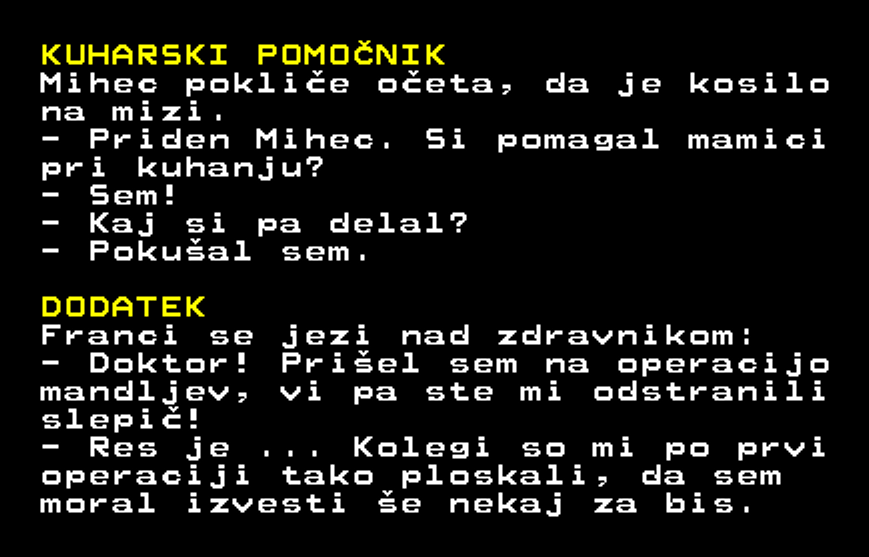 KUHARSKI POMOČNIK
Mihec pokliče očeta, da je kosilo
na mizi.
- Priden Mihec. Si pomagal mamici
pri kuhanju?
- Sem!
- Kaj si pa delal?
- Pokušal sem.
DODATEK
Franci se jezi nad zdravnikom:
- Doktor! Prišel sem na operacijo
mandljev, vi pa ste mi odstranili
slepič!
- Res je ... Kolegi so mi po prvi
operaciji tako ploskali, da sem
moral izvesti še nekaj za bis.